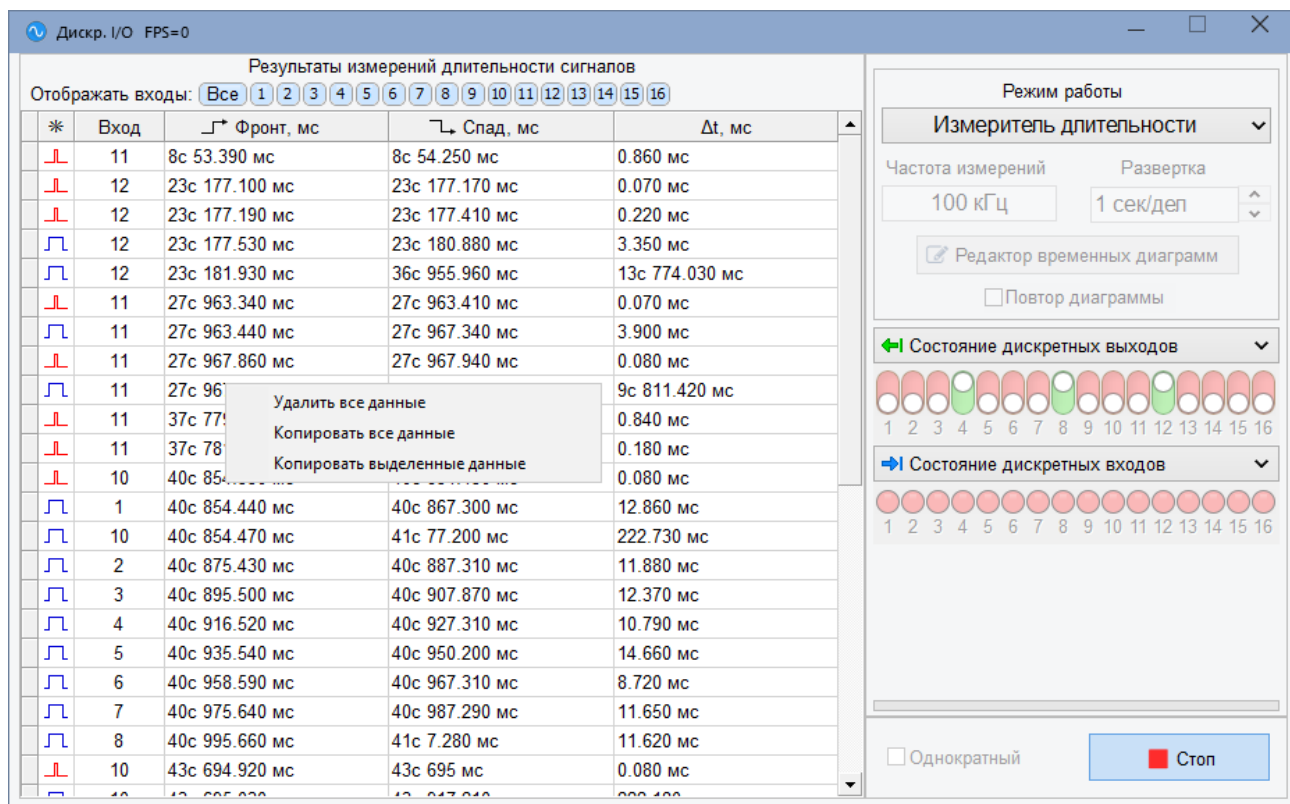 Дискр. I/O FPS=0
Результаты измерений длительности сигналов
Отображать входы: Все 1 2 3 4 5 6 7 8 9 10 11 12 13 14 15 16
Вход Фронт, мс Спад, мс Δt, мс
11 8с 53.390 мс 8с 54.250 мс 0.860 мс
12 23с 177.100 мс 23с 177.170 мс 0.070 мс
12 23с 177.190 мс 23с 177.410 мс 0.220 мс
12 23с 177.530 мс 23с 180.880 мс 3.350 мс
12 23с 181.930 мс 36с 955.960 мс 13с 774.030 мс
11 27с 963.340 мс 27с 963.410 мс 0.070 мс
11 27с 963.440 мс 27с 967.340 мс 3.900 мс
11 27с 967.860 мс 27с 967.940 мс 0.080 мс
11 27с 9с 811.420 мс
11 37с 0.840 мс
11 37с 0.180 мс
10 40с 0.080 мс
1 40с 854.440 мс 40с 867.300 мс 12.860 мс
10 40с 854.470 мс 41с 77.200 мс 222.730 мс
2 40с 875.430 мс 40с 887.310 мс 11.880 мс
3 40с 895.500 мс 40с 907.870 мс 12.370 мс
4 40с 916.520 мс 40с 927.310 мс 10.790 мс
5 40с 935.540 мс 40с 950.200 мс 14.660 мс
6 40с 958.590 мс 40с 967.310 мс 8.720 мс
7 40с 975.640 мс 40с 987.290 мс 11.650 мс
8 40с 995.660 мс 41с 7.280 мс 11.620 мс
10 43с 694.920 мс 43с 695 мс 0.080 мс
Удалить все данные
Копировать все данные
Копировать выделенные данные
Режим работы
Измеритель длительности
Частота измерений Развертка
100 кГц 1 сек/дел
Редактор временных диаграмм
Повтор диаграммы
Состояние дискретных выходов
1 2 3 4 5 6 7 8 9 10 11 12 13 14 15 16
Состояние дискретных входов
1 2 3 4 5 6 7 8 9 10 11 12 13 14 15 16
Однократный Стоп